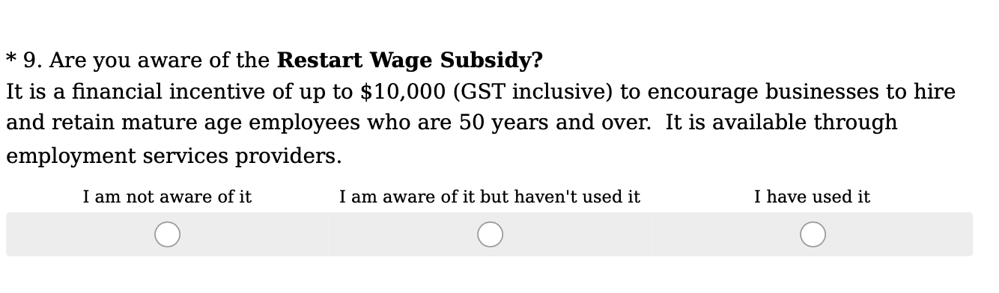 * 9. Are you aware of the Restart Wage Subsidy?
It is a financial incentive of up to $10,000 (GST inclusive) to encourage businesses to hire
and retain mature age employees who are 50 years and over.  It is available through
employment services providers.
I am not aware of it I am aware of it but haven't used it I have used it